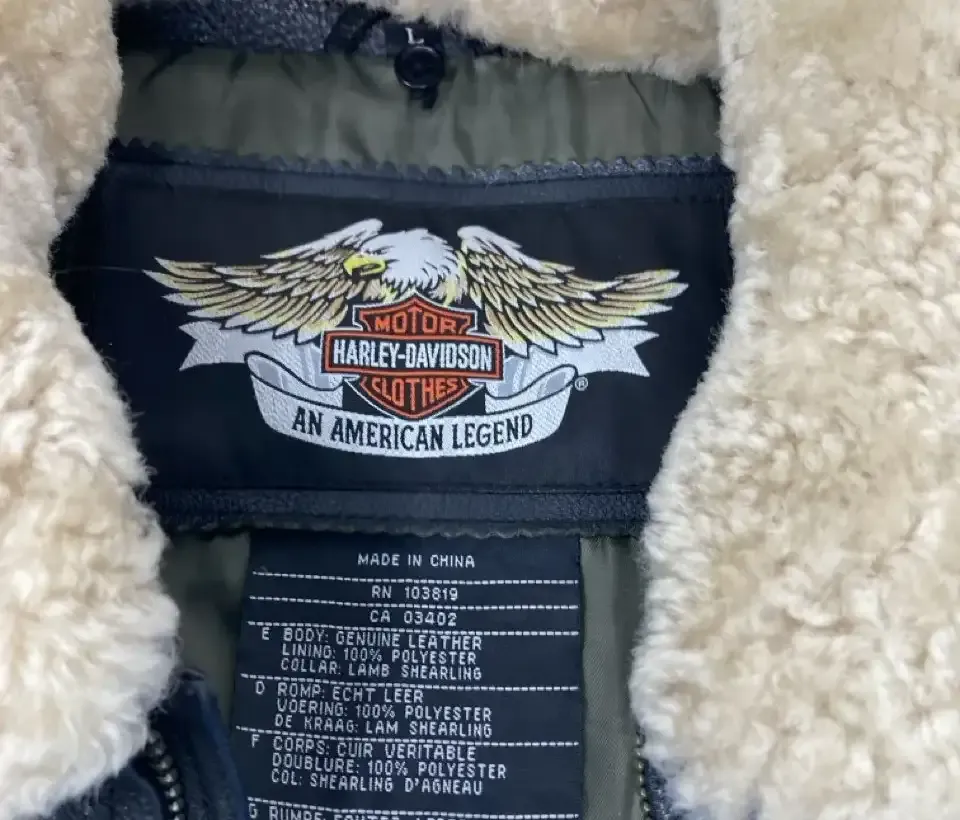 L
MOTOR
HARLEY-DAVIDSON
CLOTHES
®
AN AMERICAN LEGEND
MADE IN CHINA
RN 103819
CA 03402
E BODY: GENUINE LEATHER
LINING: 100% POLYESTER
COLLAR: LAMB SHEARLING
D ROMP: ECHT LEER
VOERING: 100% POLYESTER
DE KRAAG: LAM SHEARLING
F CORPS: CUIR VERITABLE
DOUBLURE: 100% POLYESTER
COL: SHEARLING D'AGNEAU
G